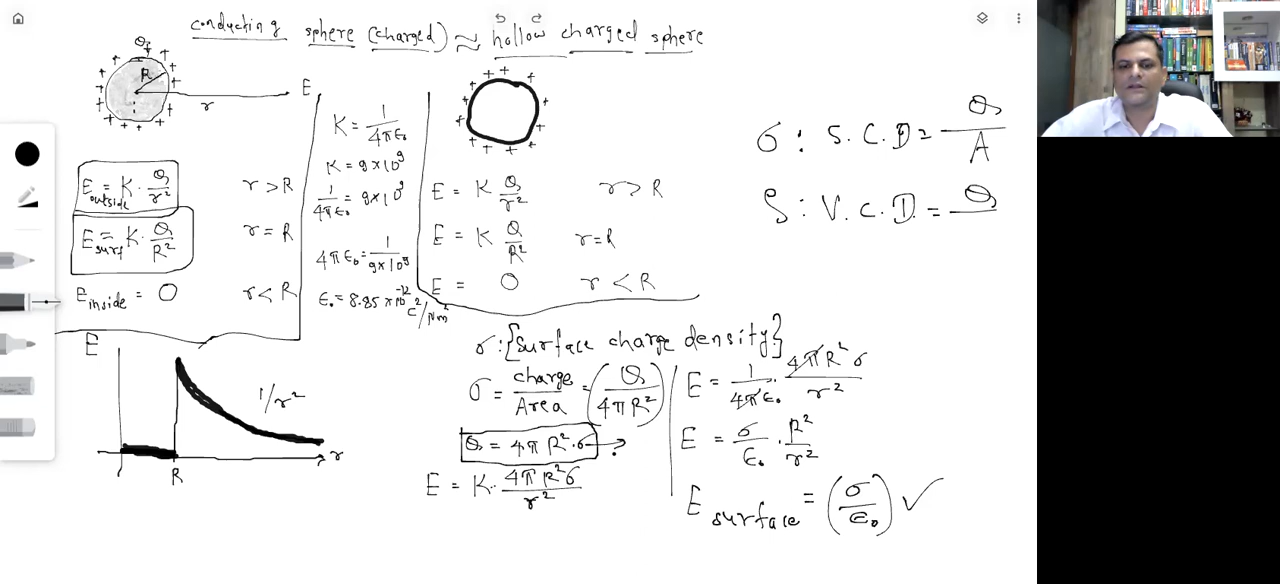 conducting sphere (charged) ≈ hollow charged sphere
Q
R
r
E
E outside = K · Q/r² r > R
E surf = K · Q/R² r = R
E inside = 0 r < R
K = 1/4πε₀
K = 9×10⁹
1/4πε₀ = 9×10⁹
4πε₀ = 1/9×10⁹
ε₀ = 8.85 × 10⁻¹² C²/Nm²
E = K Q/r² r > R
E = K Q/R² r = R
E = 0 r < R
σ : S.C.D = Q/A
ρ : V.C.D. = Q
E
1/r²
r
R
σ : {surface charge density}
σ = charge/Area = (Q/4πR²)
Q = 4πR²·σ → ?
E = K · 4πR²σ/r²
E = 1/4πε₀ · 4πR²σ/r²
E = σ/ε₀ · R²/r²
E surface = (σ/ε₀) ✓